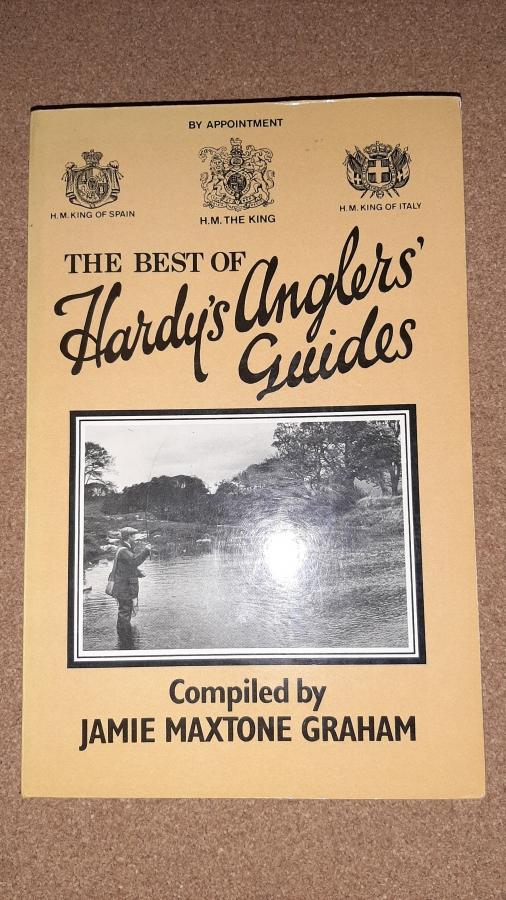 BY APPOINTMENT
H.M. KING OF SPAIN
H.M. THE KING
H.M. KING OF ITALY
THE BEST OF
Hardy's Anglers'
Guides
Compiled by
JAMIE MAXTONE GRAHAM